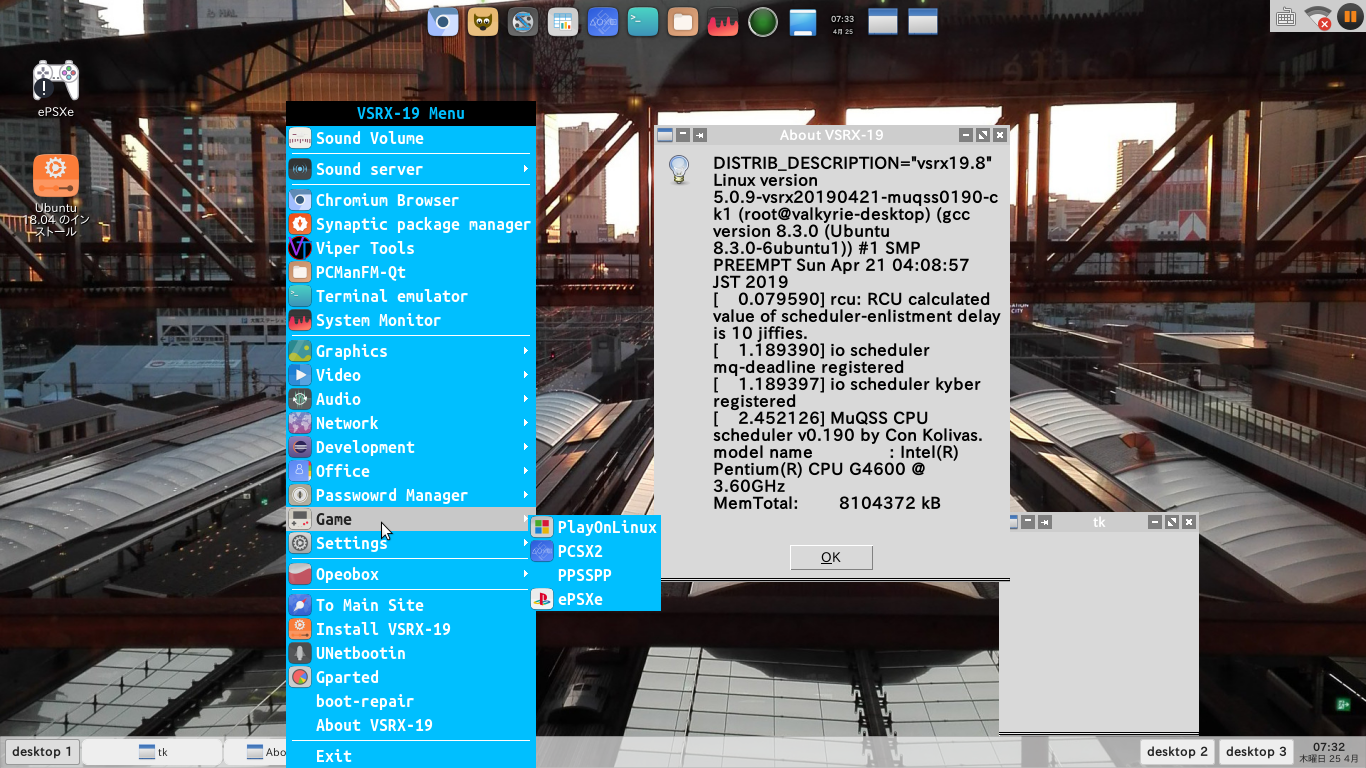 07:33
4月 25
ePSXe
Ubuntu
18.04 のイン
ストール
VSRX-19 Menu
Sound Volume
Sound server
Chromium Browser
Synaptic package manager
Viper Tools
PCManFM-Qt
Terminal emulator
System Monitor
Graphics
Video
Audio
Network
Development
Office
Passwowrd Manager
Game
Settings
Opeobox
To Main Site
Install VSRX-19
UNetbootin
Gparted
boot-repair
About VSRX-19
Exit
PlayOnLinux
PCSX2
PPSSPP
ePSXe
About VSRX-19
DISTRIB_DESCRIPTION="vsrx19.8"
Linux version
5.0.9-vsrx20190421-muqss0190-c
k1 (root@valkyrie-desktop) (gcc
version 8.3.0 (Ubuntu
8.3.0-6ubuntu1)) #1 SMP
PREEMPT Sun Apr 21 04:08:57
JST 2019
[ 0.079590] rcu: RCU calculated
value of scheduler-enlistment delay
is 10 jiffies.
[ 1.189390] io scheduler
mq-deadline registered
[ 1.189397] io scheduler kyber
registered
[ 2.452126] MuQSS CPU
scheduler v0.190 by Con Kolivas.
model name : Intel(R)
Pentium(R) CPU G4600 @
3.60GHz
MemTotal: 8104372 kB
OK
tk
desktop 1
tk
Abo
desktop 2
desktop 3
07:32
木曜日 25 4月